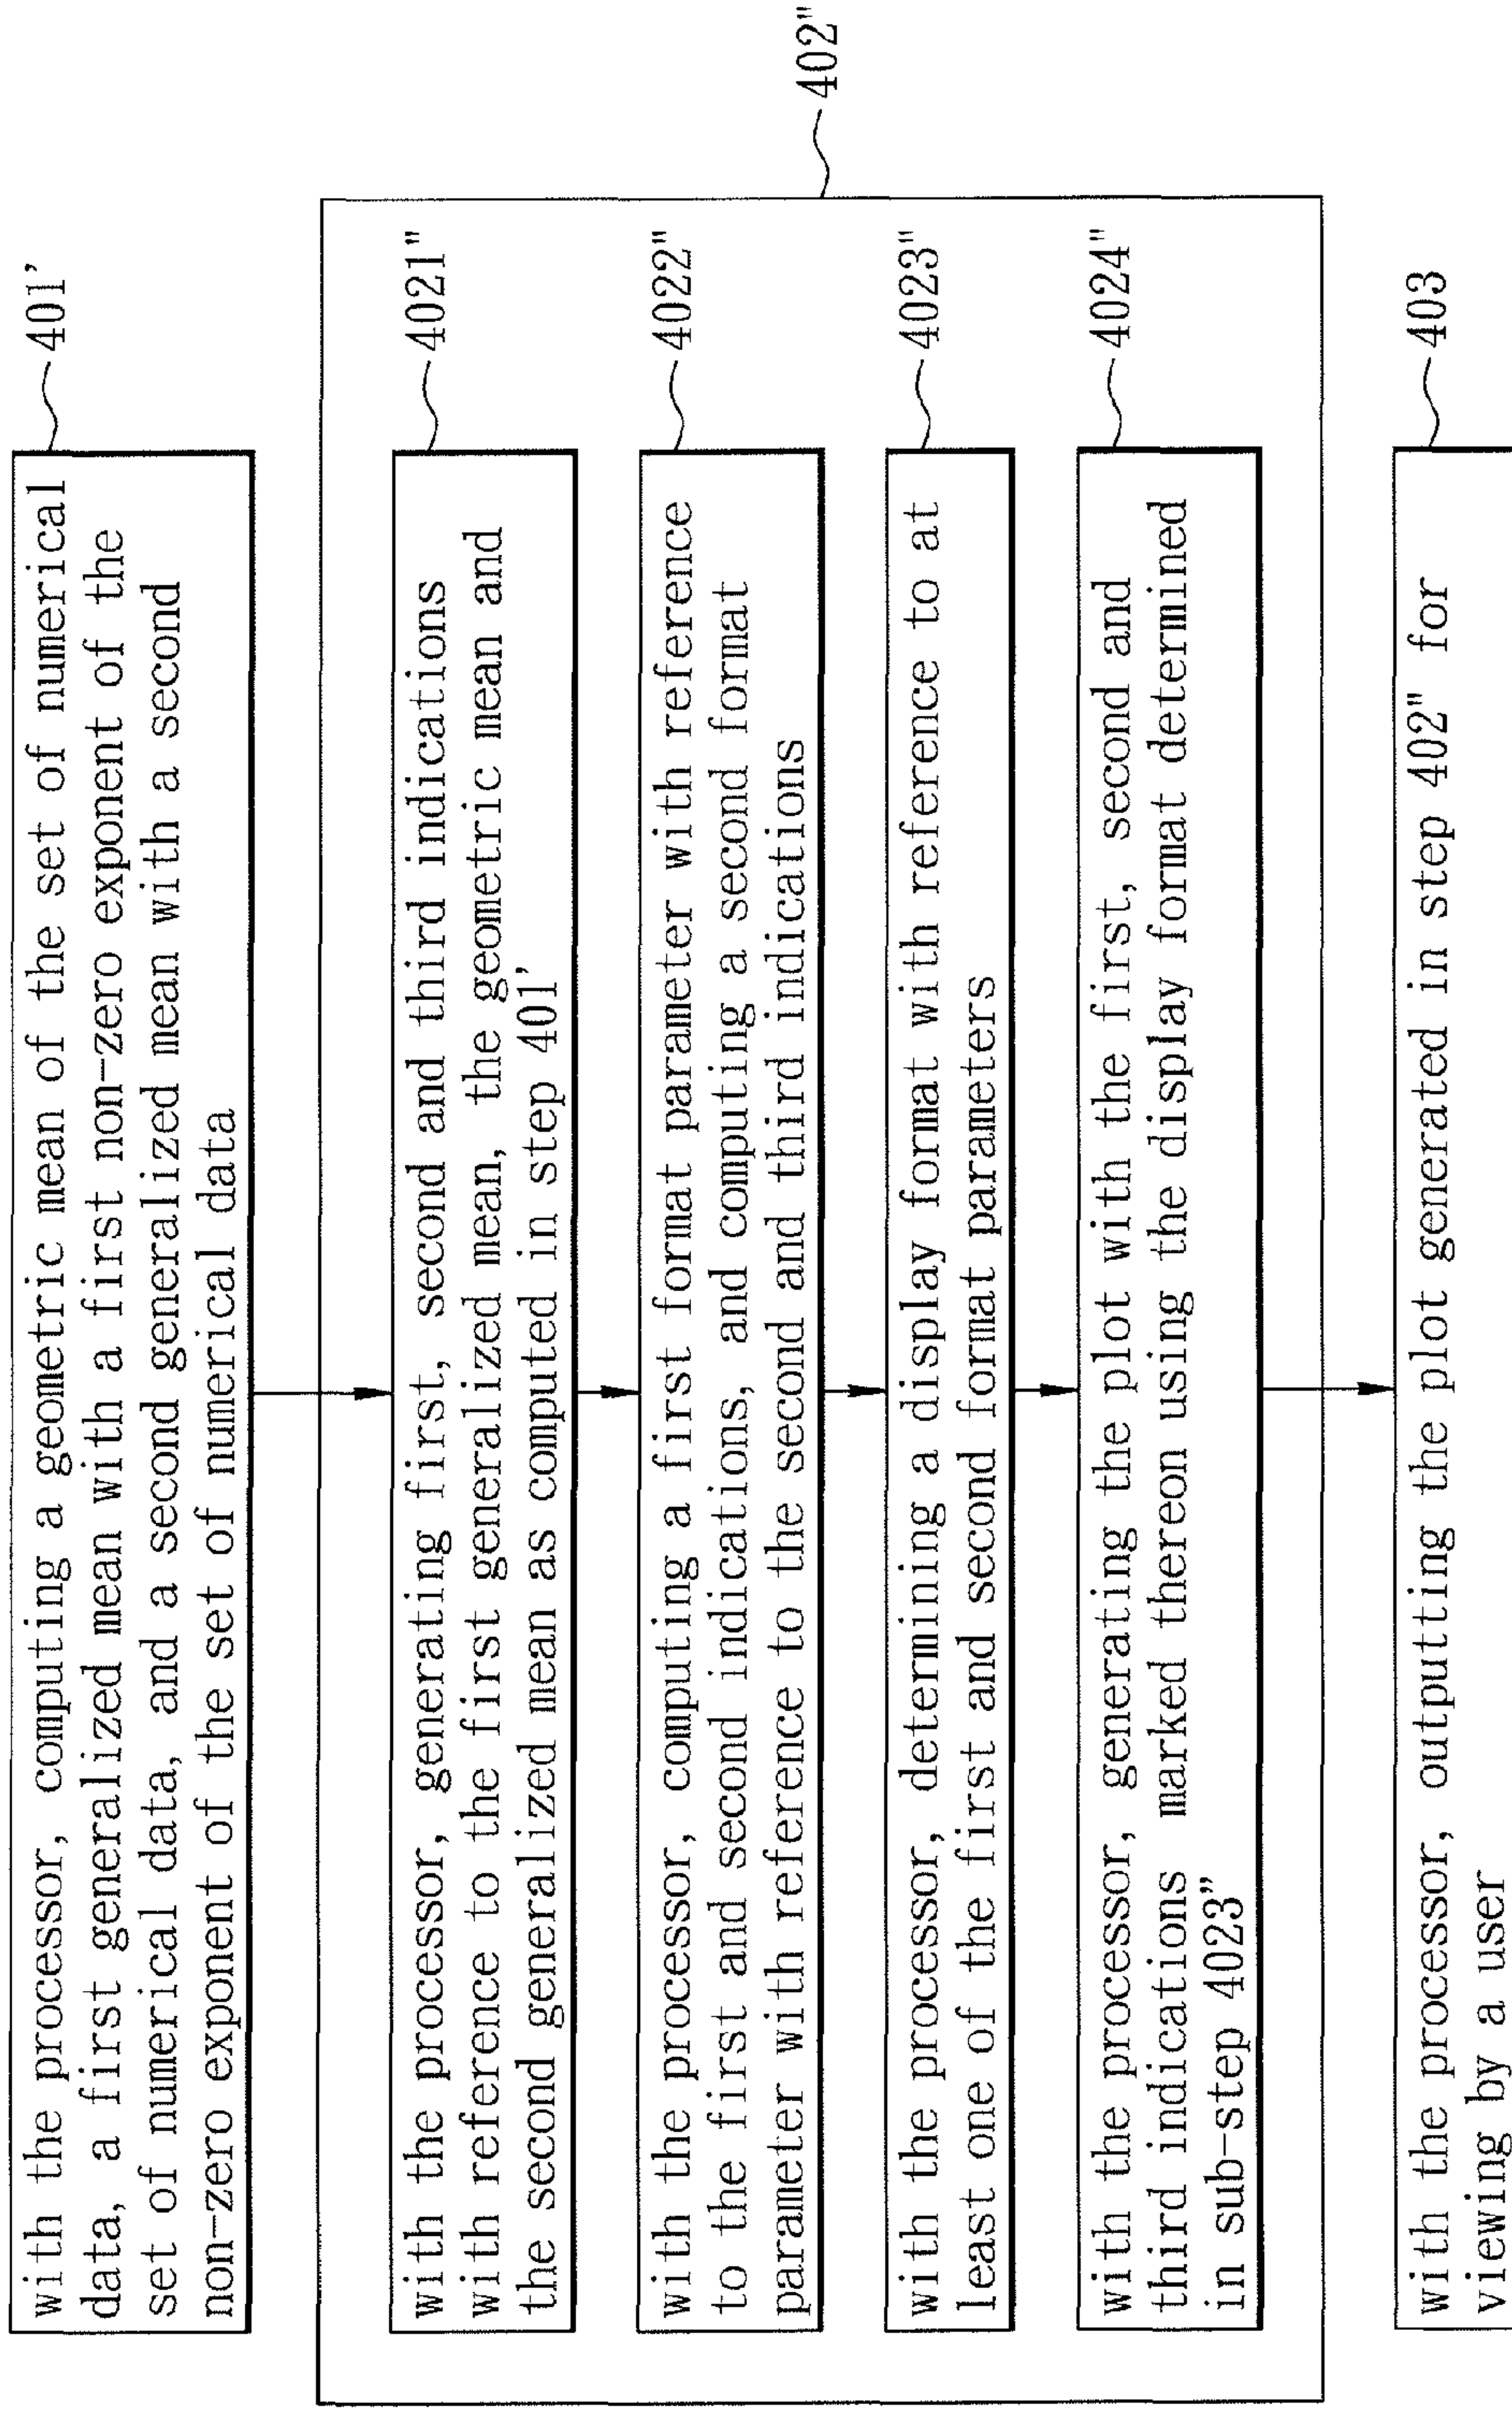 with the processor, computing a geometric mean of the set of numerical
data, a first generalized mean with a first non-zero exponent of the
set of numerical data, and a second generalized mean with a second
non-zero exponent of the set of numerical data
401'
402"
with the processor, generating first, second and third indications
with reference to the first generalized mean, the geometric mean and
the second generalized mean as computed in step 401'
4021"
with the processor, computing a first format parameter with reference
to the first and second indications, and computing a second format
parameter with reference to the second and third indications
4022"
with the processor, determining a display format with reference to at
least one of the first and second format parameters
4023"
with the processor, generating the plot with the first, second and
third indications marked thereon using the display format determined
in sub-step 4023"
4024"
with the processor, outputting the plot generated in step 402" for
viewing by a user
403